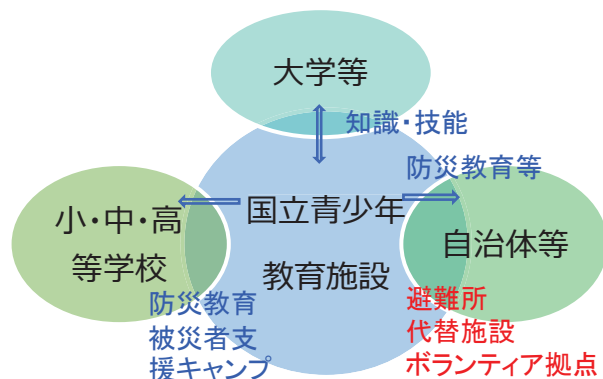 大学等
知識・技能
防災教育等
小・中・高
等学校
国立青少年
教育施設
自治体等
防災教育
被災者支
援キャンプ
避難所
代替施設
ボランティア拠点